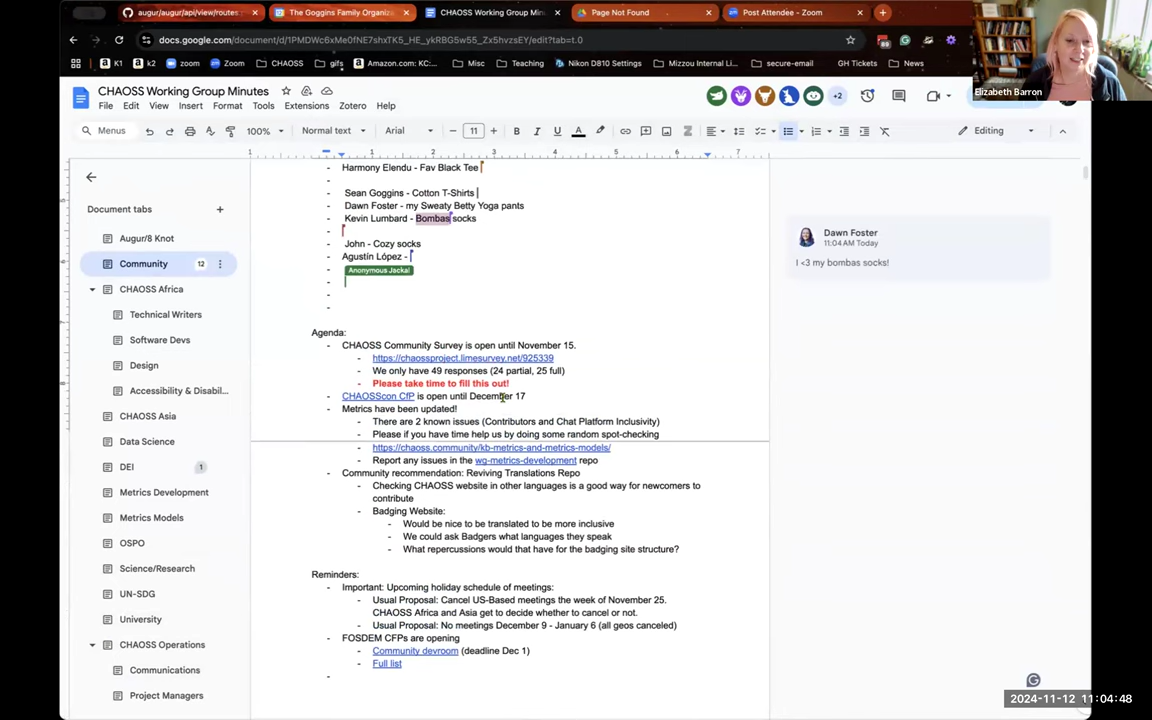 augur/augur/api/view/routes
The Goggins Family Organiza
CHAOSS Working Group Minut
Page Not Found
Post Attendee - Zoom
docs.google.com/document/d/1PMDWc6xMe0fNE7shxTK5_HE_ykRBG5w55_Zx5hvzsEY/edit?tab=t.0
K1
k2
zoom
Zoom
CHAOSS
gifs
Amazon.com: KC:...
Misc
Teaching
Nikon D810 Settings
Mizzou Internal Li...
secure-email
GH Tickets
News
Elizabeth Barron
CHAOSS Working Group Minutes
+2
File Edit View Insert Format Tools Extensions Zotero Help
Menus
100%
Normal text
Arial
11
Editing
Document tabs
Augur/8 Knot
Community 12
CHAOSS Africa
Technical Writers
Software Devs
Design
Accessibility & Disabil...
CHAOSS Asia
Data Science
DEI 1
Metrics Development
Metrics Models
OSPO
Science/Research
UN-SDG
University
CHAOSS Operations
Communications
Project Managers
- Harmony Elendu - Fav Black Tee
-
- Sean Goggins - Cotton T-Shirts
- Dawn Foster - my Sweaty Betty Yoga pants
- Kevin Lumbard - Bombas socks
-
- John - Cozy socks
- Agustín López -
- Anonymous Jackal
-
-
-
Agenda:
- CHAOSS Community Survey is open until November 15.
- https://chaossproject.limesurvey.net/925339
- We only have 49 responses (24 partial, 25 full)
- Please take time to fill this out!
- CHAOSScon CfP is open until December 17
- Metrics have been updated!
- There are 2 known issues (Contributors and Chat Platform Inclusivity)
- Please if you have time help us by doing some random spot-checking
- https://chaoss.community/kb-metrics-and-metrics-models/
- Report any issues in the wg-metrics-development repo
- Community recommendation: Reviving Translations Repo
- Checking CHAOSS website in other languages is a good way for newcomers to
contribute
- Badging Website:
- Would be nice to be translated to be more inclusive
- We could ask Badgers what languages they speak
- What repercussions would that have for the badging site structure?
Reminders:
- Important: Upcoming holiday schedule of meetings:
- Usual Proposal: Cancel US-Based meetings the week of November 25.
CHAOSS Africa and Asia get to decide whether to cancel or not.
- Usual Proposal: No meetings December 9 - January 6 (all geos canceled)
- FOSDEM CFPs are opening
- Community devroom (deadline Dec 1)
- Full list
-
Dawn Foster
11:04 AM Today
I <3 my bombas socks!
2024-11-12 11:04:48